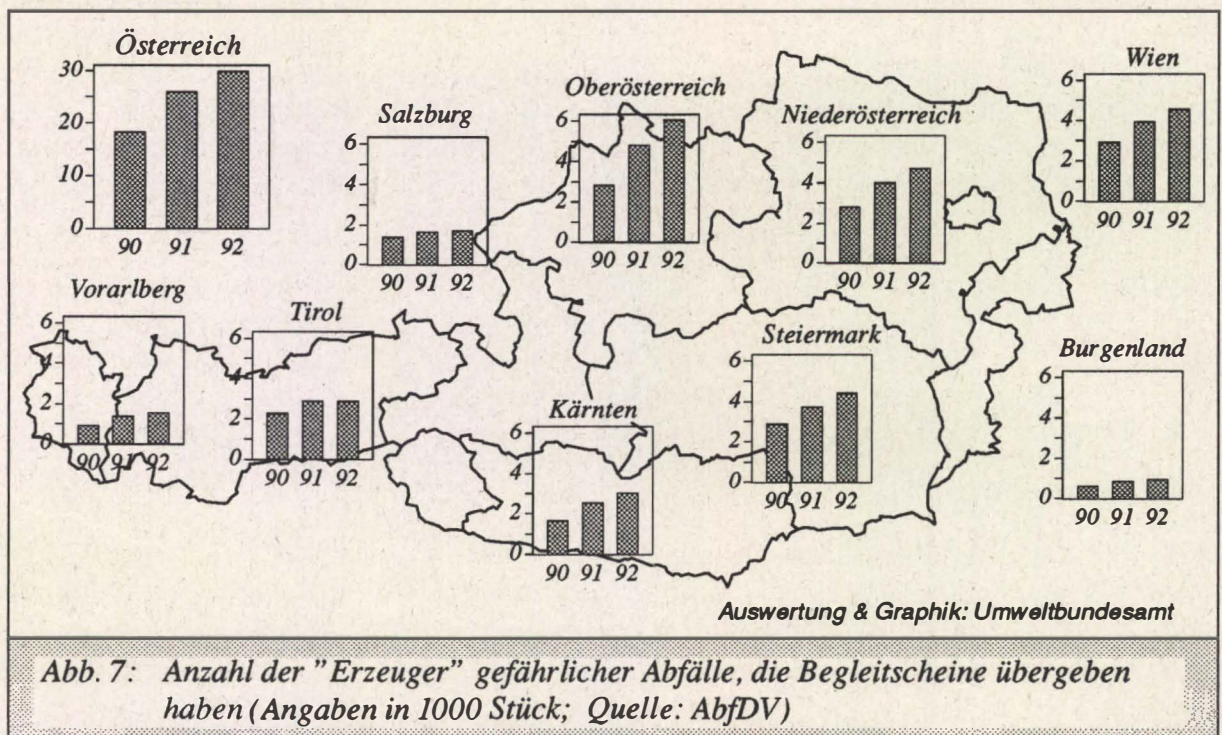 Österreich
30
20
10
0
90 91 92
Salzburg
6
4
2
0
90 91 92
Oberösterreich
6
4
2
0
90 91 92
Niederösterreich
6
4
2
0
90 91 92
Wien
6
4
2
0
90 91 92
Vorarlberg
6
4
2
0
90 91 92
Tirol
6
4
2
0
90 91 92
Kärnten
6
4
2
0
90 91 92
Steiermark
6
4
2
0
90 91 92
Burgenland
6
4
2
0
90 91 92
Auswertung & Graphik: Umweltbundesamt
Abb. 7: Anzahl der "Erzeuger" gefährlicher Abfälle, die Begleitscheine übergeben
haben (Angaben in 1000 Stück; Quelle: AbfDV)